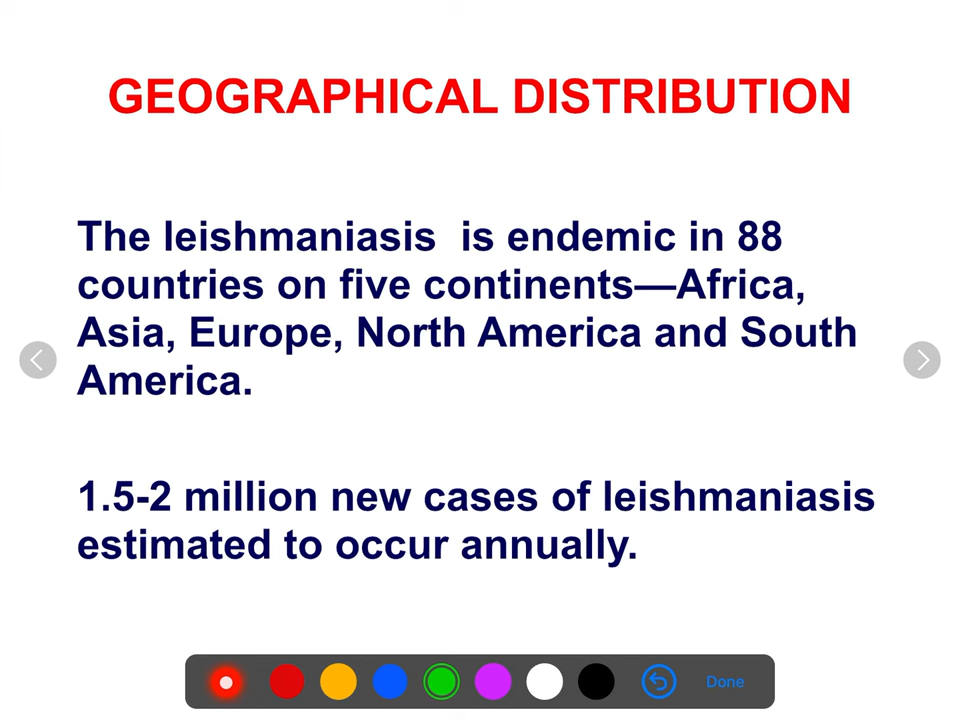 GEOGRAPHICAL DISTRIBUTION
The leishmaniasis is endemic in 88
countries on five continents—Africa,
Asia, Europe, North America and South
America.
1.5-2 million new cases of leishmaniasis
estimated to occur annually.
Done